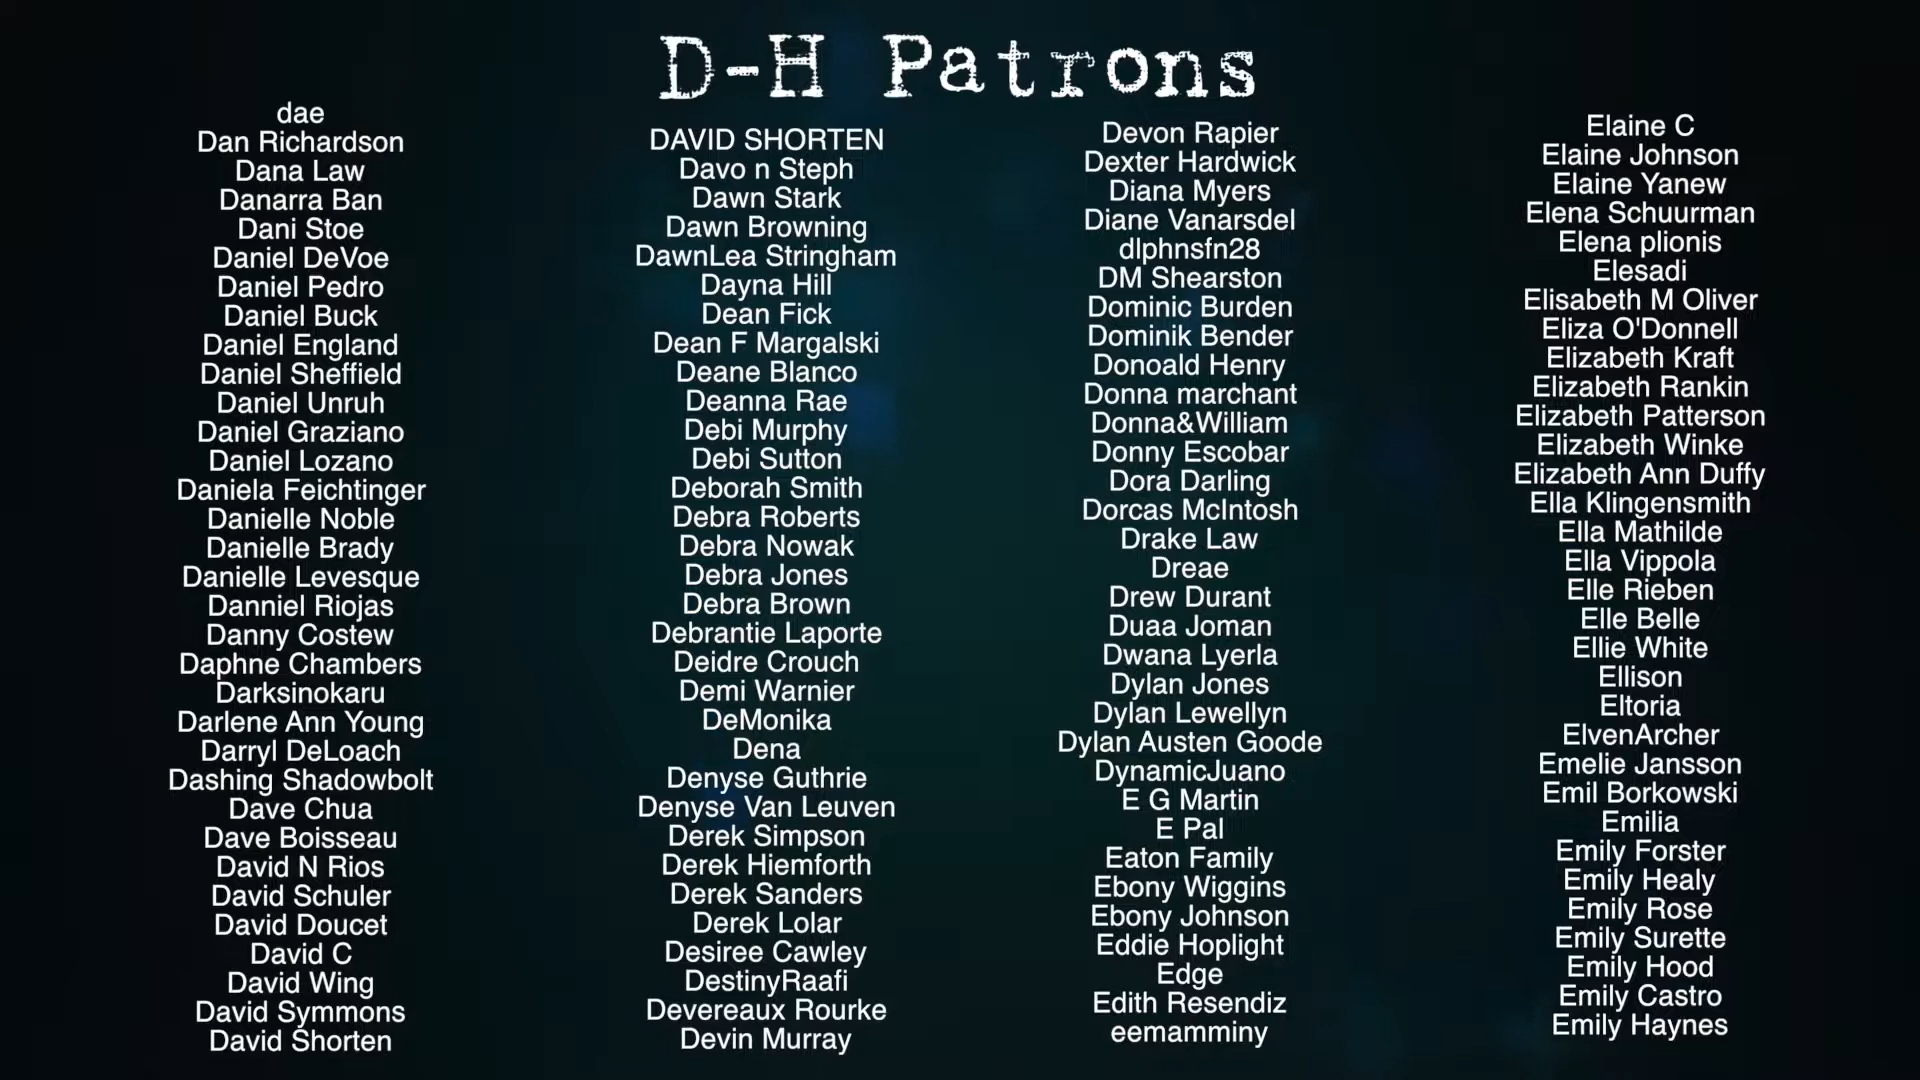 D-H Patrons
dae
Dan Richardson
Dana Law
Danarra Ban
Dani Stoe
Daniel DeVoe
Daniel Pedro
Daniel Buck
Daniel England
Daniel Sheffield
Daniel Unruh
Daniel Graziano
Daniel Lozano
Daniela Feichtinger
Danielle Noble
Danielle Brady
Danielle Levesque
Danniel Riojas
Danny Costew
Daphne Chambers
Darksinokaru
Darlene Ann Young
Darryl DeLoach
Dashing Shadowbolt
Dave Chua
Dave Boisseau
David N Rios
David Schuler
David Doucet
David C
David Wing
David Symmons
David Shorten
DAVID SHORTEN
Davo n Steph
Dawn Stark
Dawn Browning
DawnLea Stringham
Dayna Hill
Dean Fick
Dean F Margalski
Deane Blanco
Deanna Rae
Debi Murphy
Debi Sutton
Deborah Smith
Debra Roberts
Debra Nowak
Debra Jones
Debra Brown
Debrantie Laporte
Deidre Crouch
Demi Warnier
DeMonika
Dena
Denyse Guthrie
Denyse Van Leuven
Derek Simpson
Derek Hiemforth
Derek Sanders
Derek Lolar
Desiree Cawley
DestinyRaafi
Devereaux Rourke
Devin Murray
Devon Rapier
Dexter Hardwick
Diana Myers
Diane Vanarsdel
dlphnsfn28
DM Shearston
Dominic Burden
Dominik Bender
Donoald Henry
Donna marchant
Donna&William
Donny Escobar
Dora Darling
Dorcas McIntosh
Drake Law
Dreae
Drew Durant
Duaa Joman
Dwana Lyerla
Dylan Jones
Dylan Lewellyn
Dylan Austen Goode
DynamicJuano
E G Martin
E Pal
Eaton Family
Ebony Wiggins
Ebony Johnson
Eddie Hoplight
Edge
Edith Resendiz
eemamminy
Elaine C
Elaine Johnson
Elaine Yanew
Elena Schuurman
Elena plionis
Elesadi
Elisabeth M Oliver
Eliza O'Donnell
Elizabeth Kraft
Elizabeth Rankin
Elizabeth Patterson
Elizabeth Winke
Elizabeth Ann Duffy
Ella Klingensmith
Ella Mathilde
Ella Vippola
Elle Rieben
Elle Belle
Ellie White
Ellison
Eltoria
ElvenArcher
Emelie Jansson
Emil Borkowski
Emilia
Emily Forster
Emily Healy
Emily Rose
Emily Surette
Emily Hood
Emily Castro
Emily Haynes